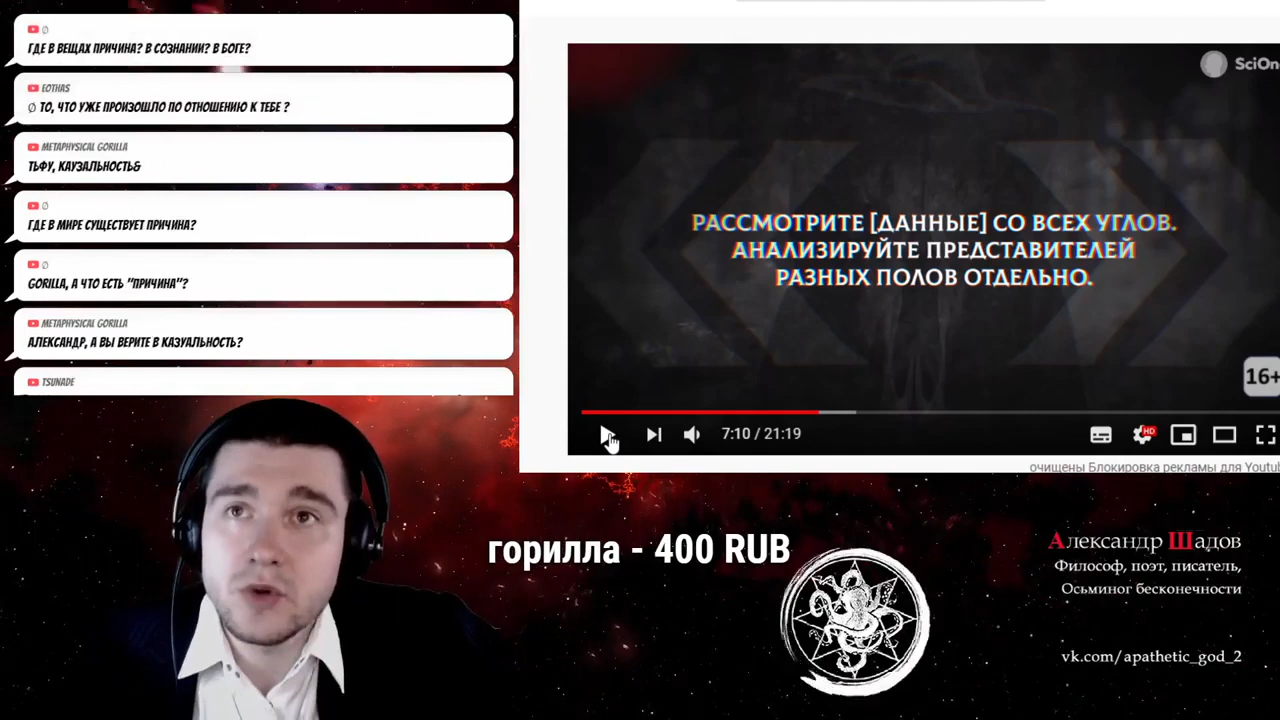 Ø
ГДЕ В ВЕЩАХ ПРИЧИНА? В СОЗНАНИИ? В БОГЕ?
EOTHAS
Ø ТО, ЧТО УЖЕ ПРОИЗОШЛО ПО ОТНОШЕНИЮ К ТЕБЕ ?
METAPHYSICAL GORILLA
ТЬФУ, КАУЗАЛЬНОСТЬ&
Ø
ГДЕ В МИРЕ СУЩЕСТВУЕТ ПРИЧИНА?
Ø
GORILLA, А ЧТО ЕСТЬ "ПРИЧИНА"?
METAPHYSICAL GORILLA
АЛЕКСАНДР, А ВЫ ВЕРИТЕ В КАЗУАЛЬНОСТЬ?
TSUNADE
SciOn
РАССМОТРИТЕ [ДАННЫЕ] СО ВСЕХ УГЛОВ.
АНАЛИЗИРУЙТЕ ПРЕДСТАВИТЕЛЕЙ
РАЗНЫХ ПОЛОВ ОТДЕЛЬНО.
16+
7:10 / 21:19
HD
очищены Блокировка рекламы для Youtu
горилла - 400 RUB
Александр Шадов
Философ, поэт, писатель,
Осьминог бесконечности
vk.com/apathetic_god_2